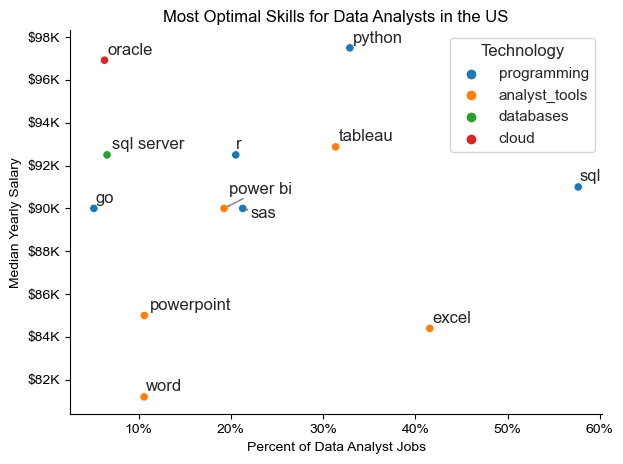 Most Optimal Skills for Data Analysts in the US
$98K
$96K
$94K
$92K
$90K
$88K
$86K
$84K
$82K
Median Yearly Salary
oracle
python
Technology
programming
analyst_tools
databases
cloud
sql server
r
tableau
sql
go
power bi
sas
powerpoint
excel
word
10%
20%
30%
40%
50%
60%
Percent of Data Analyst Jobs